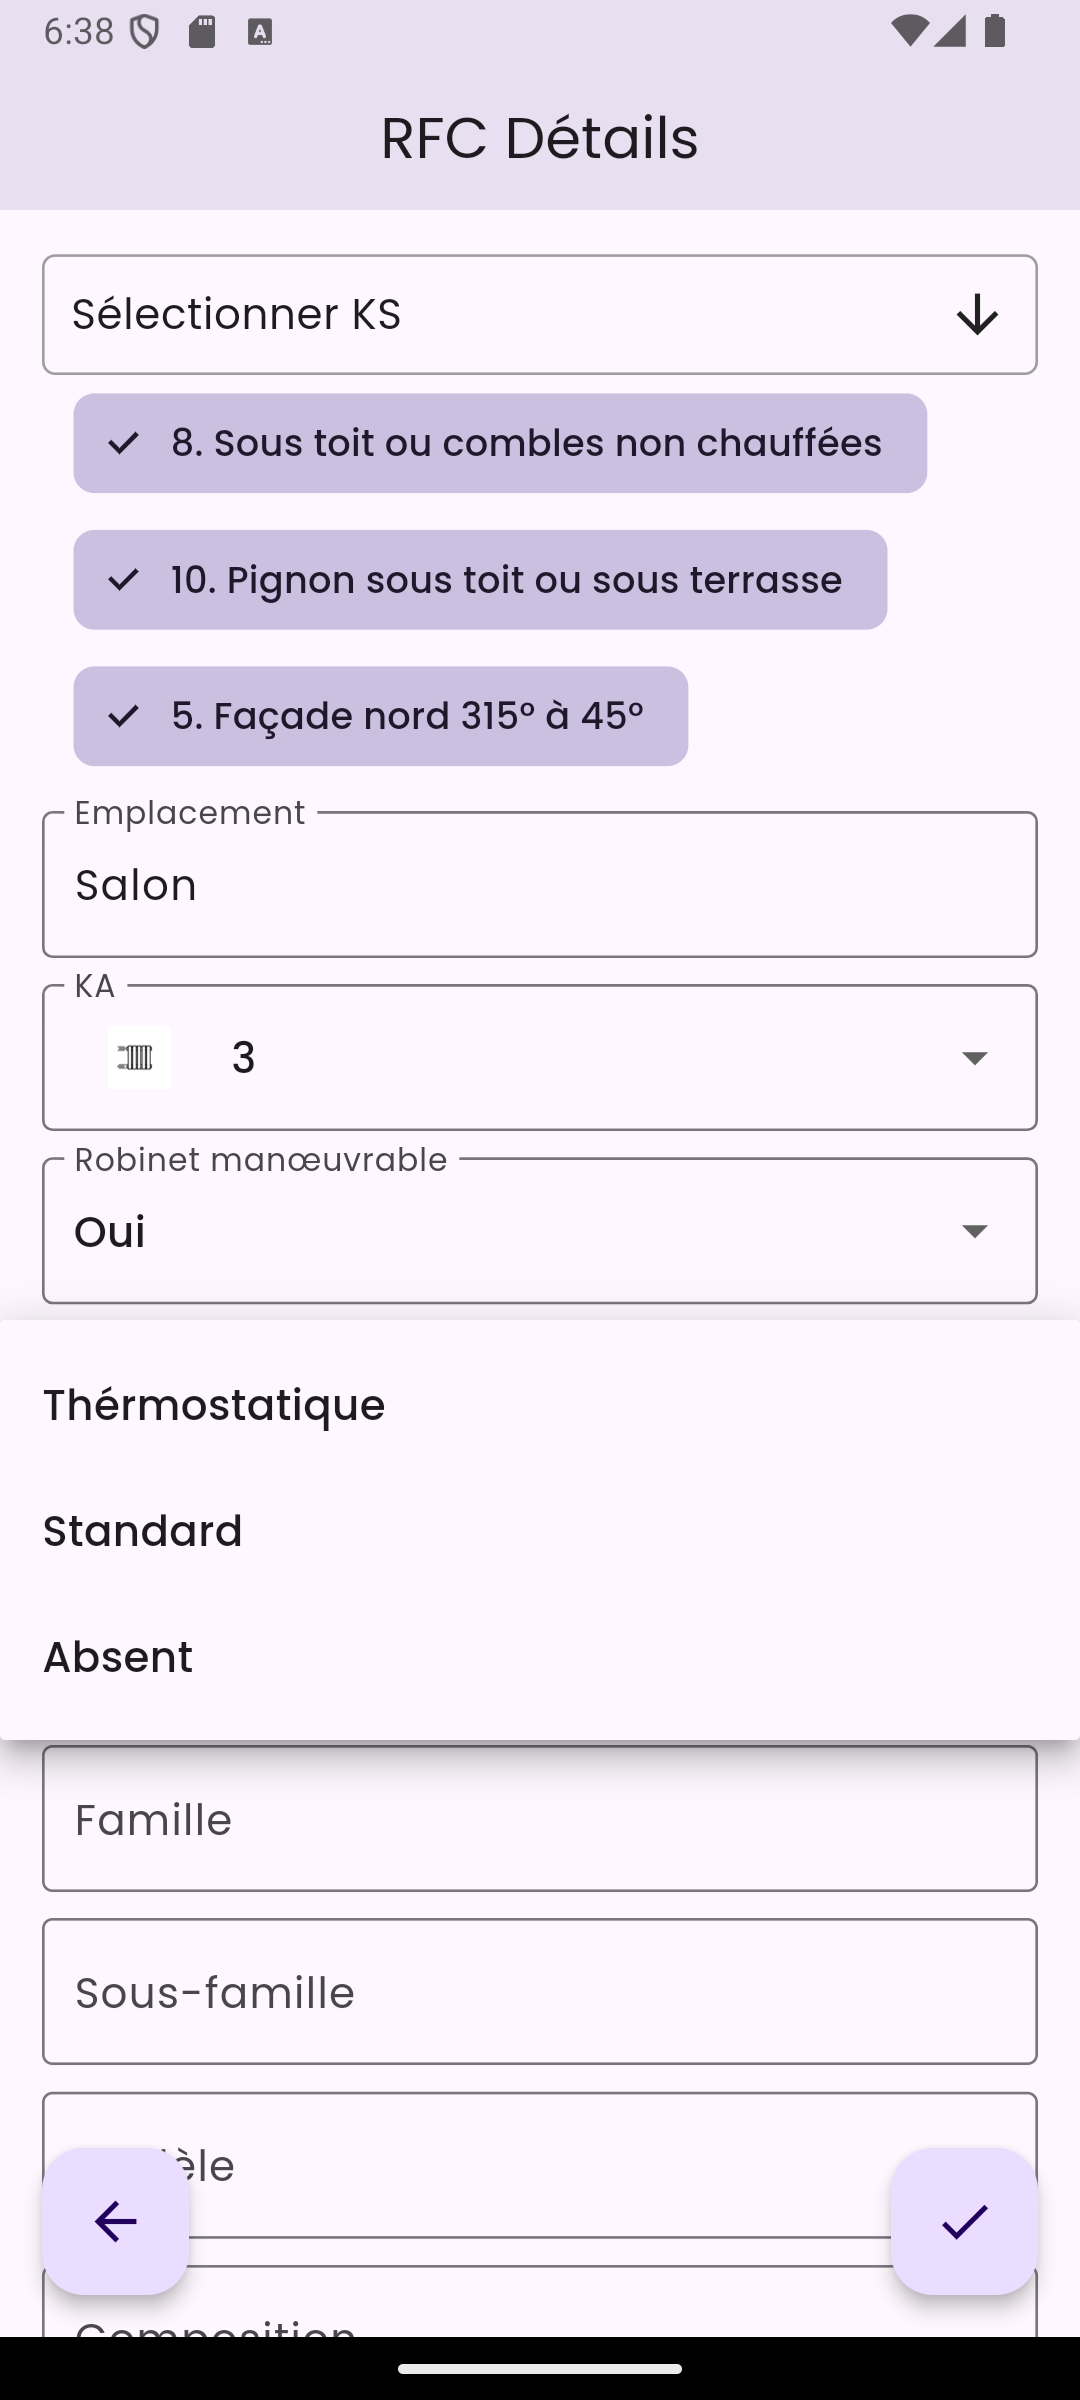 6:38
RFC Détails
Sélectionner KS
8. Sous toit ou combles non chauffées
10. Pignon sous toit ou sous terrasse
5. Façade nord 315° à 45°
Emplacement
Salon
KA
3
Robinet manœuvrable
Oui
Thérmostatique
Standard
Absent
Famille
Sous-famille
èle
Composition